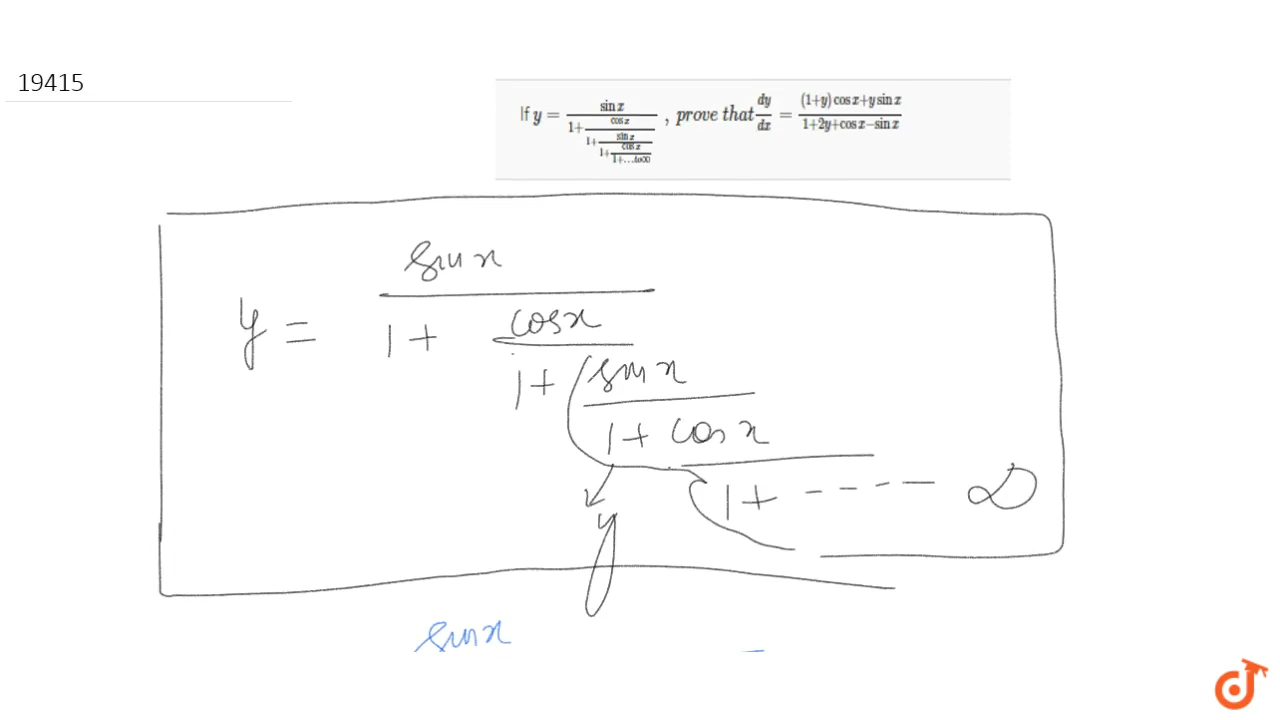 19415
If y = sin x / 1+ cos x / 1+ sin x / 1+ cos x / 1+...to∞ , prove that dy/dx = (1+y) cos x+y sin x / 1+2y+cos x−sin x
y = sin x
1 + cos x
1 + sin x
1 + cos x
1 + - - - - ∞
y
sin x